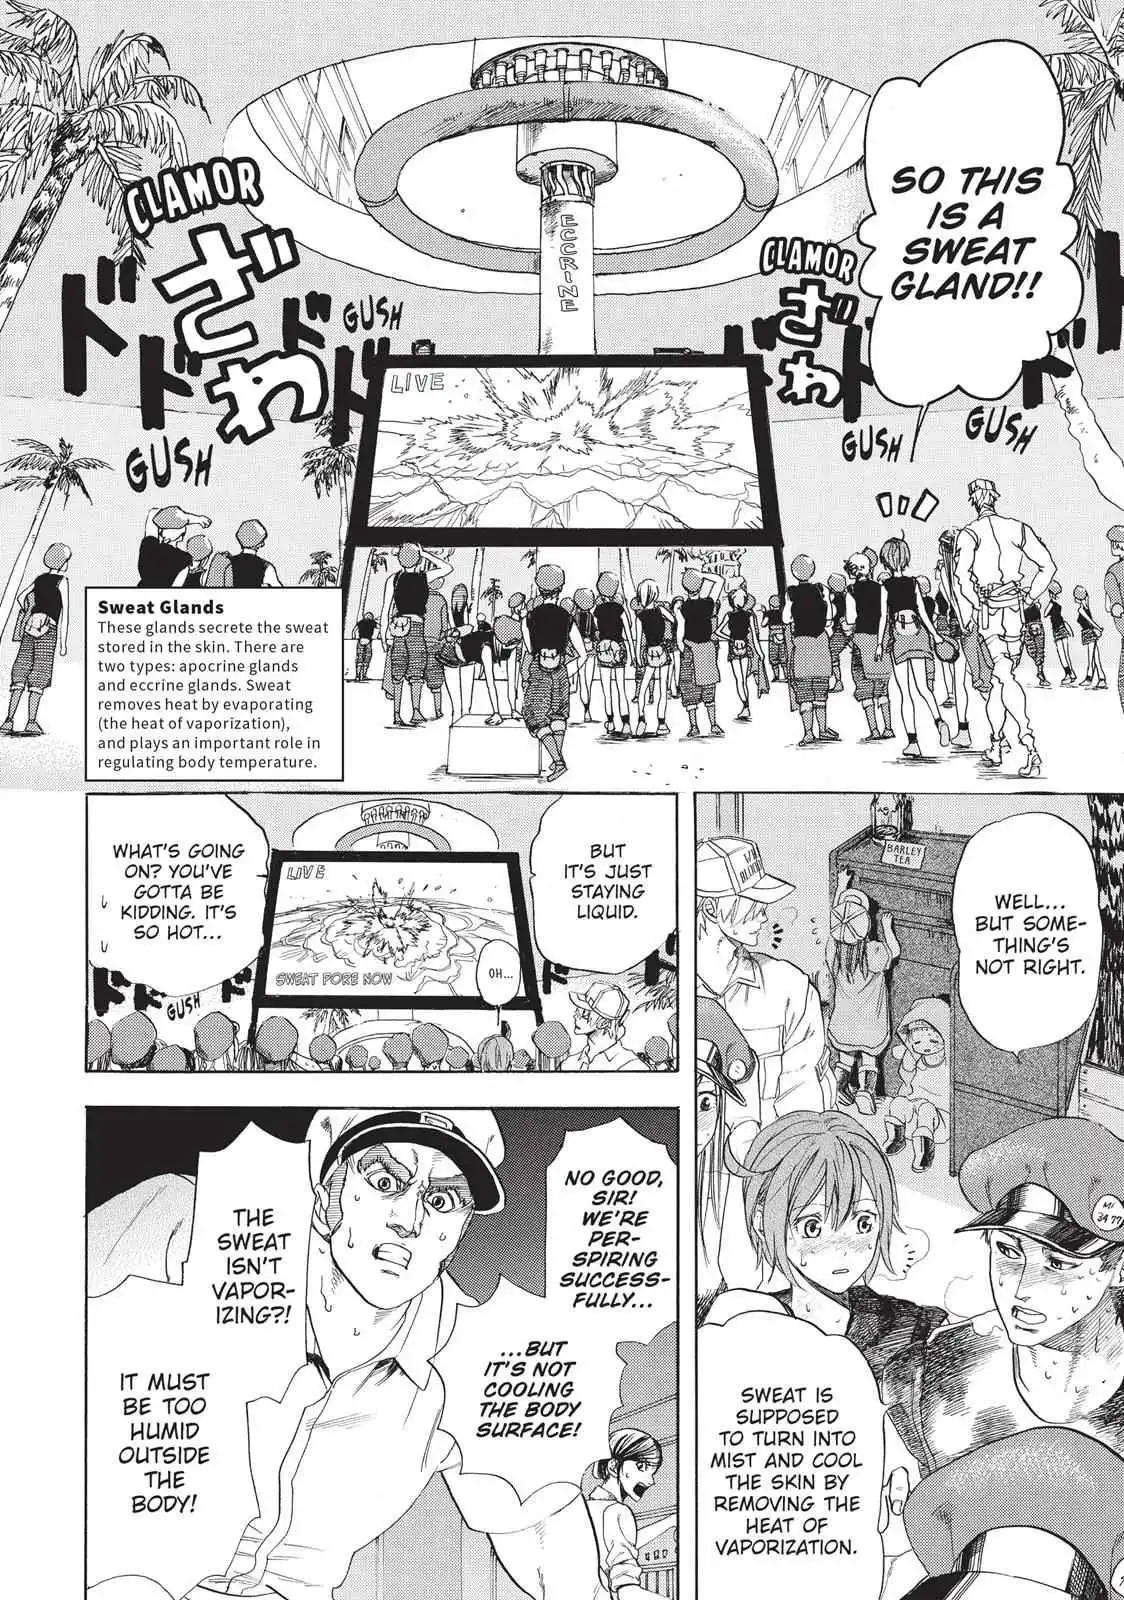 SO THIS
IS A
SWEAT
GLAND!!
CLAMOR
ざわ
GUSH
ドドドド
CLAMOR
ざわ
ECCRINE
LIVE
GUSH
GUSH
GUSH
Sweat Glands
These glands secrete the sweat
stored in the skin. There are
two types: apocrine glands
and eccrine glands. Sweat
removes heat by evaporating
(the heat of vaporization),
and plays an important role in
regulating body temperature.
BARLEY
TEA
WELL...
BUT SOME-
THING'S
NOT RIGHT.
MI
3477
SWEAT IS
SUPPOSED
TO TURN INTO
MIST AND COOL
THE SKIN BY
REMOVING THE
HEAT OF
VAPORIZATION.
BUT
IT'S JUST
STAYING
LIQUID.
OH...
WHAT'S GOING
ON? YOU'VE
GOTTA BE
KIDDING. IT'S
SO HOT...
LIVE
SWEAT PORE NOW
GUSH
NO GOOD,
SIR!
WE'RE
PER-
SPIRING
SUCCESS-
FULLY...
...BUT
IT'S NOT
COOLING
THE BODY
SURFACE!
THE
SWEAT
ISN'T
VAPOR-
IZING?!
IT MUST
BE TOO
HUMID
OUTSIDE
THE
BODY!